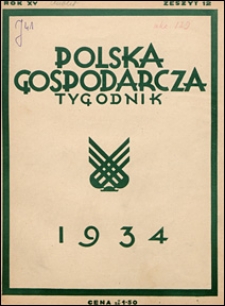 ROK XV ZESZYT 12
POLSKA
GOSPODARCZA
TYGODNIK
1934
CENA zł 1·50